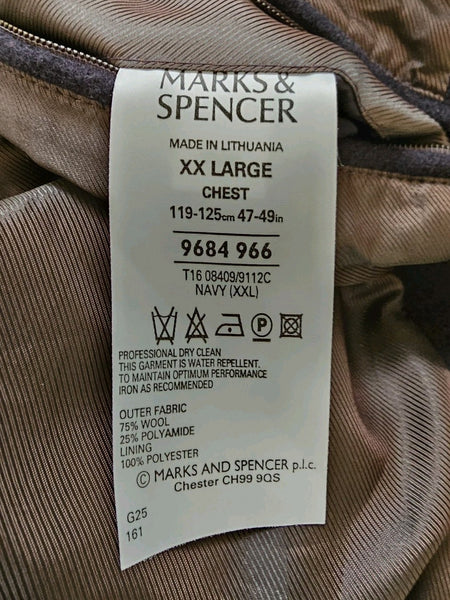 MARKS &
SPENCER
MADE IN LITHUANIA
XX LARGE
CHEST
119-125cm 47-49in
9684 966
T16 08409/9112C
NAVY (XXL)
P
PROFESSIONAL DRY CLEAN
THIS GARMENT IS WATER REPELLENT.
TO MAINTAIN OPTIMUM PERFORMANCE
IRON AS RECOMMENDED
OUTER FABRIC
75% WOOL
25% POLYAMIDE
LINING
100% POLYESTER
© MARKS AND SPENCER p.l.c.
Chester CH99 9QS
G25
161